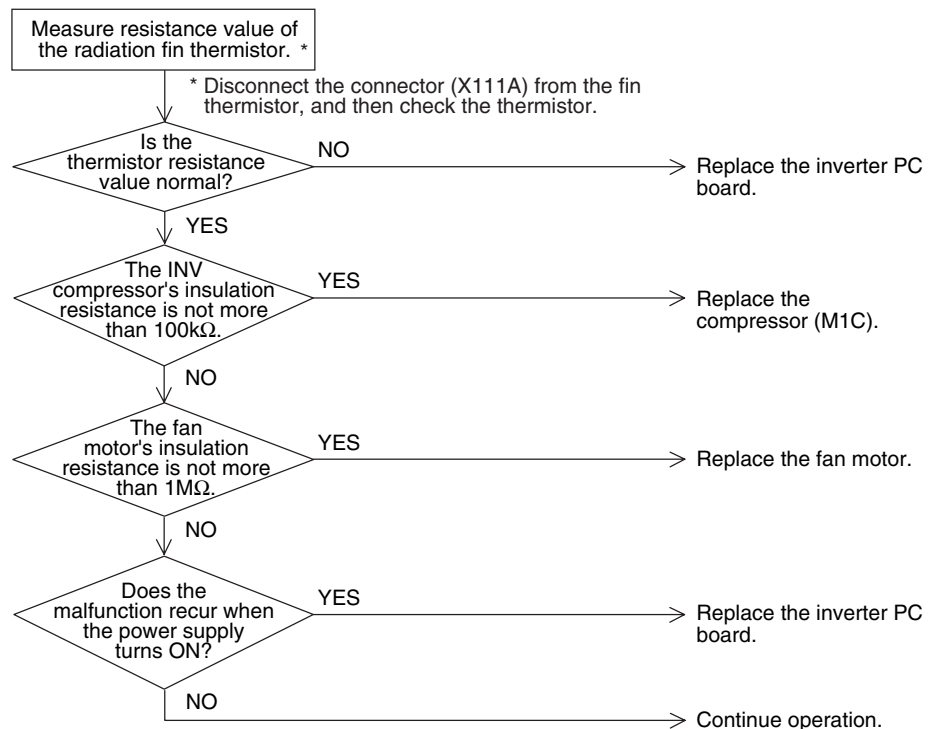 Measure resistance value of
the radiation fin thermistor. *
* Disconnect the connector (X111A) from the fin
thermistor, and then check the thermistor.
Is the
thermistor resistance
value normal?
NO
Replace the inverter PC
board.
YES
The INV
compressor's insulation
resistance is not more
than 100kΩ.
YES
Replace the
compressor (M1C).
NO
The fan
motor's insulation
resistance is not more
than 1MΩ.
YES
Replace the fan motor.
NO
Does the
malfunction recur when
the power supply
turns ON?
YES
Replace the inverter PC
board.
NO
Continue operation.